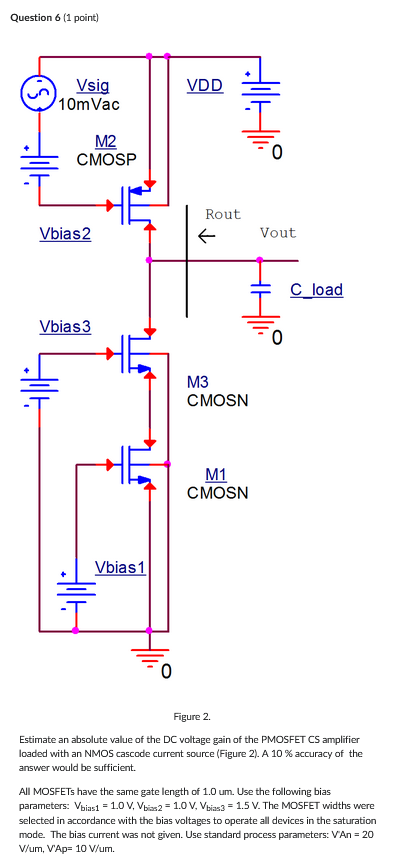 Question 6 (1 point)
Vsig
10mVac
VDD
0
M2
CMOSP
Rout
Vbias2
Vout
C_load
0
Vbias3
M3
CMOSN
M1
CMOSN
Vbias1
0
Figure 2.
Estimate an absolute value of the DC voltage gain of the PMOSFET CS amplifier
loaded with an NMOS cascode current source (Figure 2). A 10 % accuracy of the
answer would be sufficient.
All MOSFETs have the same gate length of 1.0 um. Use the following bias
parameters: Vbias1 = 1.0 V, Vbias2 = 1.0 V, Vbias3 = 1.5 V. The MOSFET widths were
selected in accordance with the bias voltages to operate all devices in the saturation
mode. The bias current was not given. Use standard process parameters: V'An = 20
V/um, V'Ap= 10 V/um.